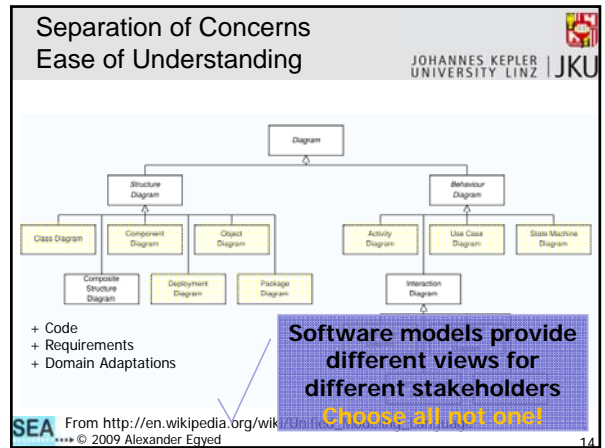 Separation of Concerns
Ease of Understanding
JOHANNES KEPLER
UNIVERSITY LINZ
JKU
Diagram
Structure
Diagram
Behaviour
Diagram
Class Diagram
Component
Diagram
Object
Diagram
Activity
Diagram
Use Case
Diagram
State Machine
Diagram
Composite
Structure
Diagram
Deployment
Diagram
Package
Diagram
Interaction
Diagram
+ Code
+ Requirements
+ Domain Adaptations
Software models provide
different views for
different stakeholders
Choose all not one!
SEA
From http://en.wikipedia.org/wiki/Unified_Modeling_Language
© 2009 Alexander Egyed
14